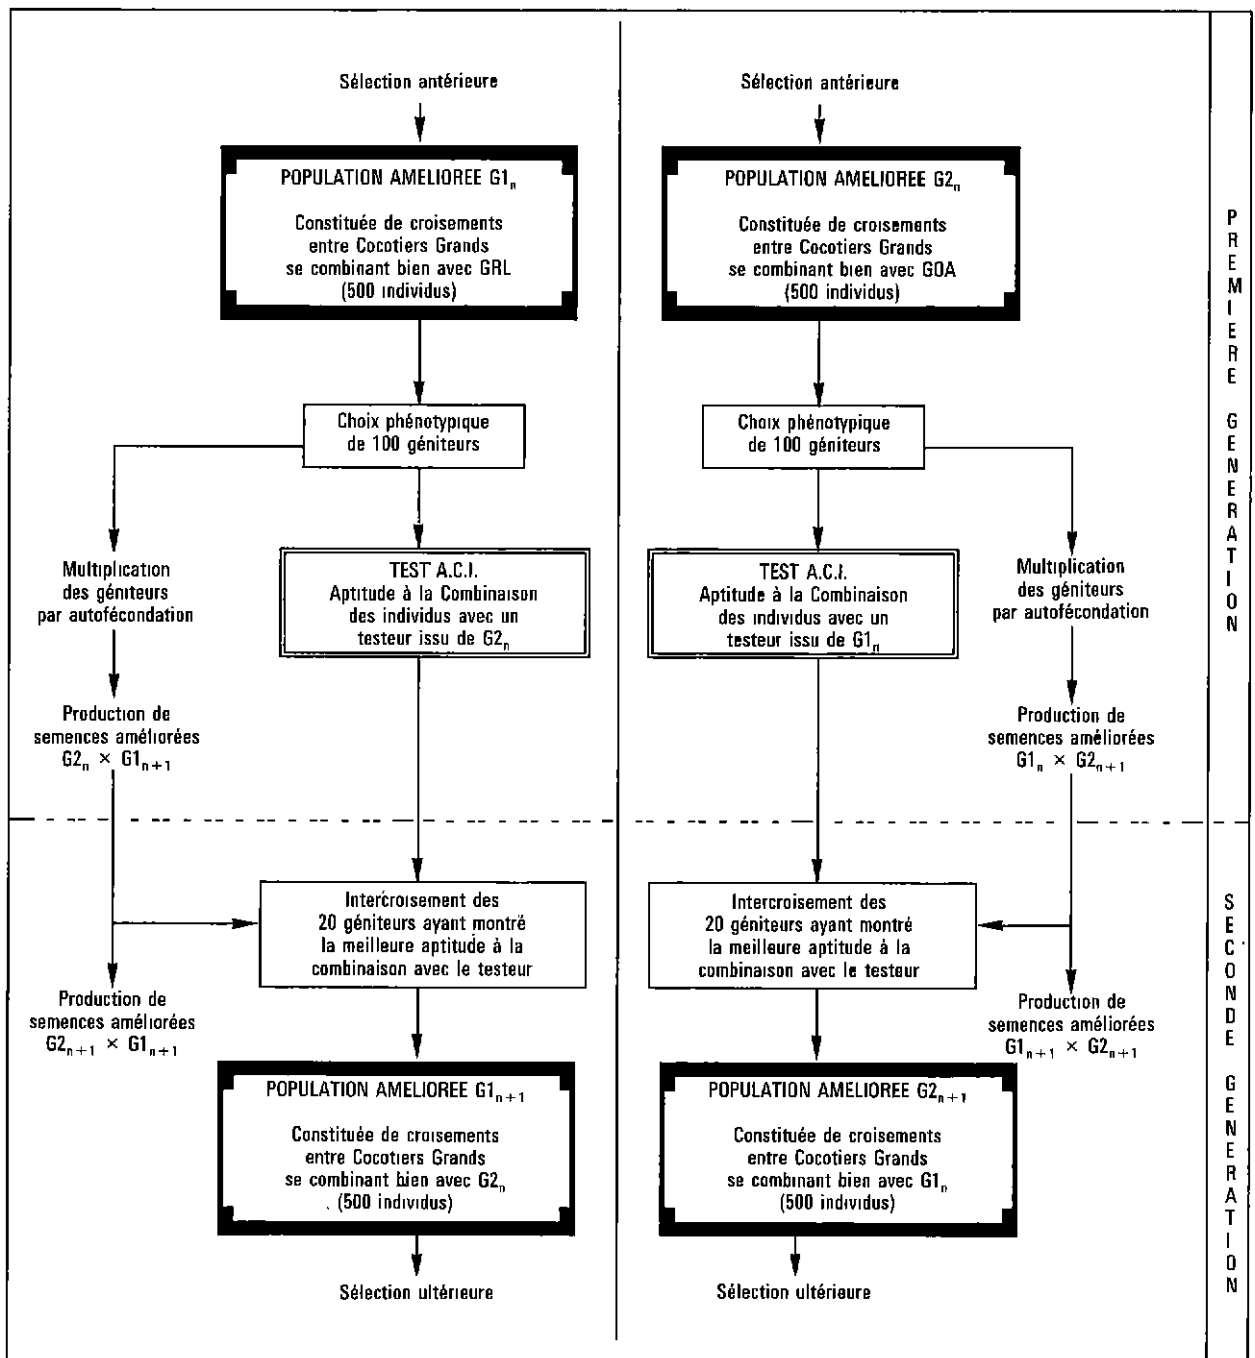 Sélection antérieure
POPULATION AMELIOREE G1n
Constituée de croisements
entre Cocotiers Grands
se combinant bien avec GRL
(500 individus)
Choix phénotypique
de 100 géniteurs
Multiplication
des géniteurs
par autofécondation
TEST A.C.I.
Aptitude à la Combinaison
des individus avec un
testeur issu de G2n
Production de
semences améliorées
G2n × G1n+1
Intercroisement des
20 géniteurs ayant montré
la meilleure aptitude à la
combinaison avec le testeur
Production de
semences améliorées
G2n+1 × G1n+1
POPULATION AMELIOREE G1n+1
Constituée de croisements
entre Cocotiers Grands
se combinant bien avec G2n
(500 individus)
Sélection ultérieure
Sélection antérieure
POPULATION AMELIOREE G2n
Constituée de croisements
entre Cocotiers Grands
se combinant bien avec GOA
(500 individus)
Choix phénotypique
de 100 géniteurs
TEST A.C.I.
Aptitude à la Combinaison
des individus avec un
testeur issu de G1n
Multiplication
des géniteurs
par autofécondation
Production de
semences améliorées
G1n × G2n+1
Intercroisement des
20 géniteurs ayant montré
la meilleure aptitude à la
combinaison avec le testeur
Production de
semences améliorées
G1n+1 × G2n+1
POPULATION AMELIOREE G2n+1
Constituée de croisements
entre Cocotiers Grands
se combinant bien avec G1n
(500 individus)
Sélection ultérieure
PREMIERE GENERATION
SECONDE GENERATION